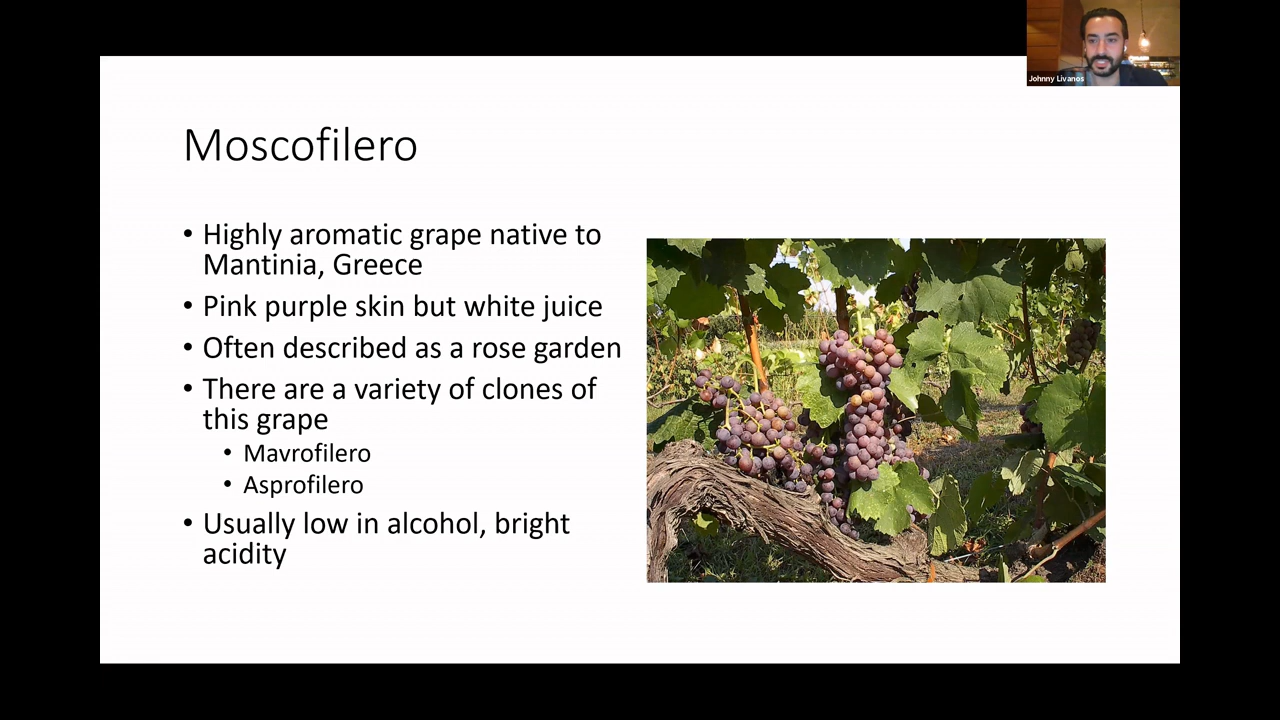 Johnny Livanos
Moscofilero
• Highly aromatic grape native to
Mantinia, Greece
• Pink purple skin but white juice
• Often described as a rose garden
• There are a variety of clones of
this grape
• Mavrofilero
• Asprofilero
• Usually low in alcohol, bright
acidity